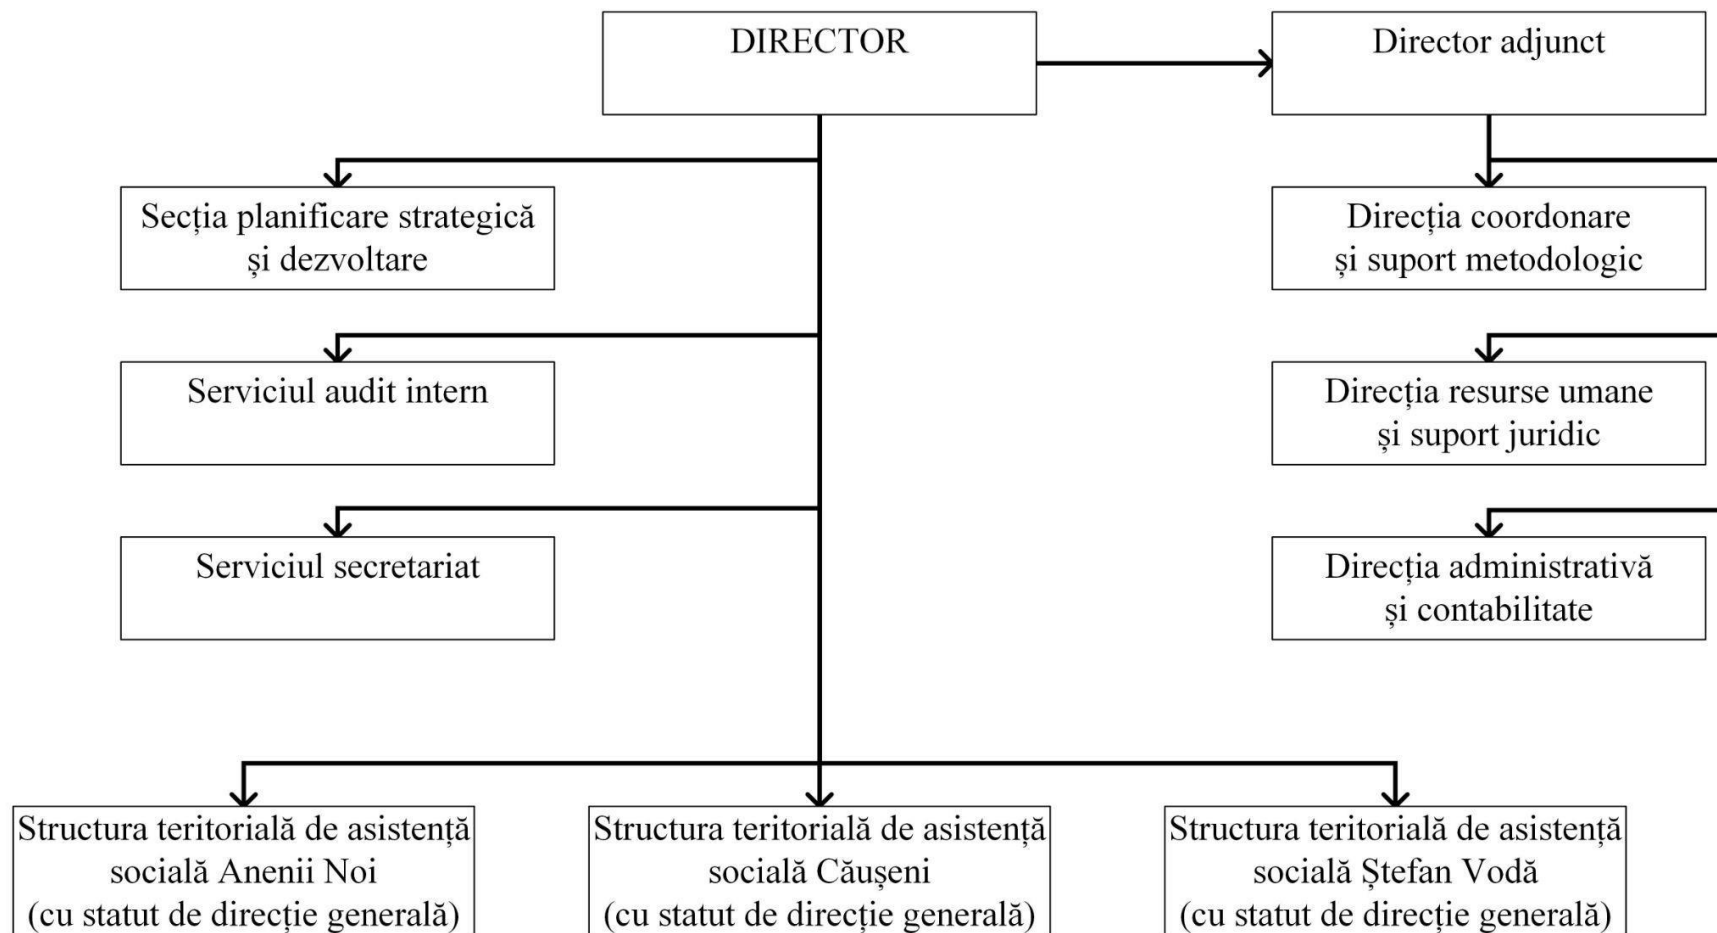 DIRECTOR
Director adjunct
Secția planificare strategică
și dezvoltare
Direcția coordonare
și suport metodologic
Serviciul audit intern
Direcția resurse umane
și suport juridic
Serviciul secretariat
Direcția administrativă
și contabilitate
Structura teritorială de asistență
socială Anenii Noi
(cu statut de direcție generală)
Structura teritorială de asistență
socială Căușeni
(cu statut de direcție generală)
Structura teritorială de asistență
socială Ștefan Vodă
(cu statut de direcție generală)